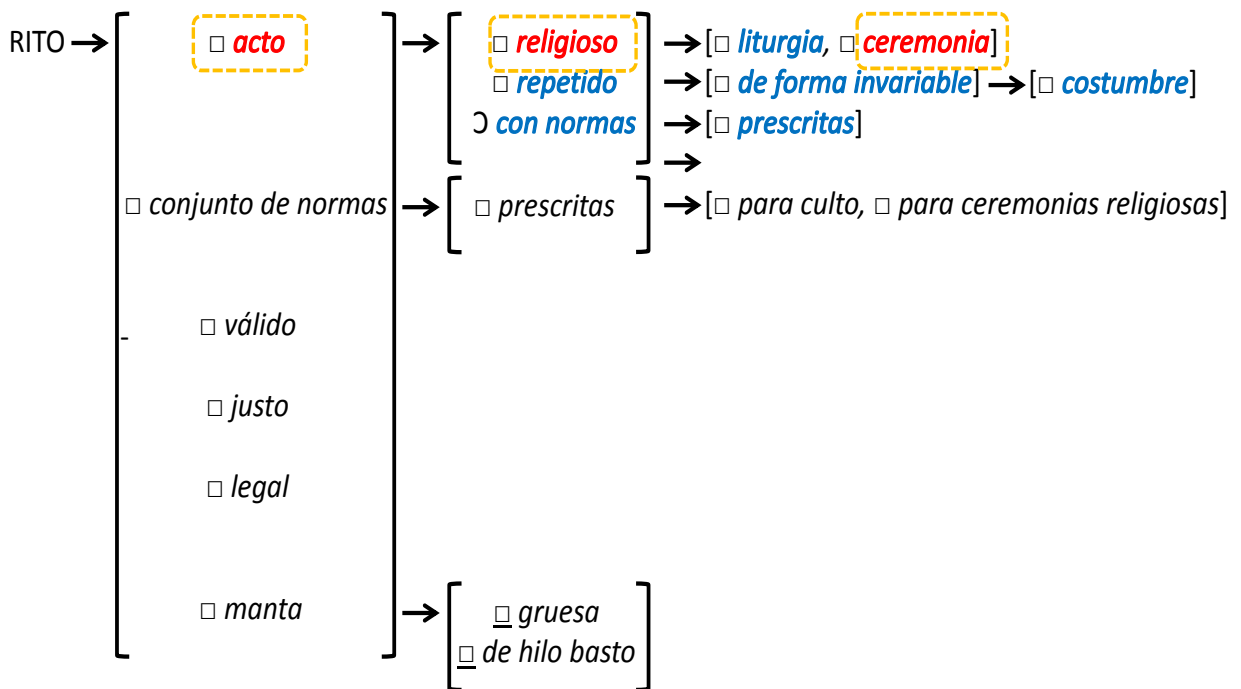 RITO → □ acto → □ religioso → [□ liturgia, □ ceremonia]
□ repetido → [□ de forma invariable] → [□ costumbre]
Ɔ con normas → [□ prescritas]
→
□ conjunto de normas → □ prescritas → [□ para culto, □ para ceremonias religiosas]
□ válido
-
□ justo
□ legal
□ manta → □ gruesa
□ de hilo basto